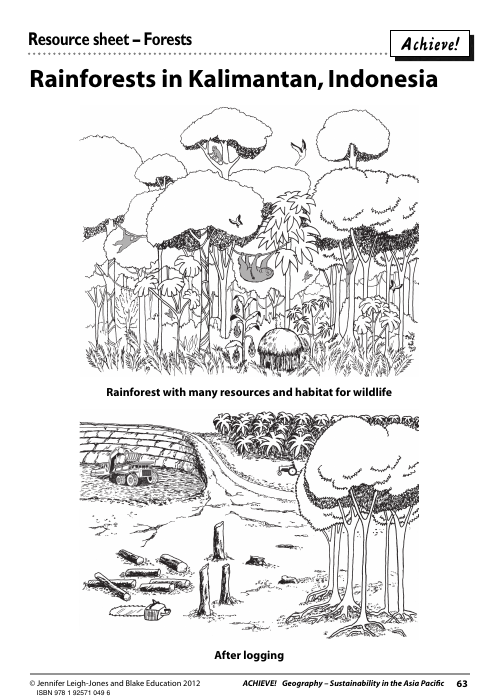 Resource sheet – Forests
Achieve!
Rainforests in Kalimantan, Indonesia
Rainforest with many resources and habitat for wildlife
After logging
© Jennifer Leigh-Jones and Blake Education 2012
ACHIEVE! Geography – Sustainability in the Asia Pacific 63
ISBN 978 1 92571 049 6